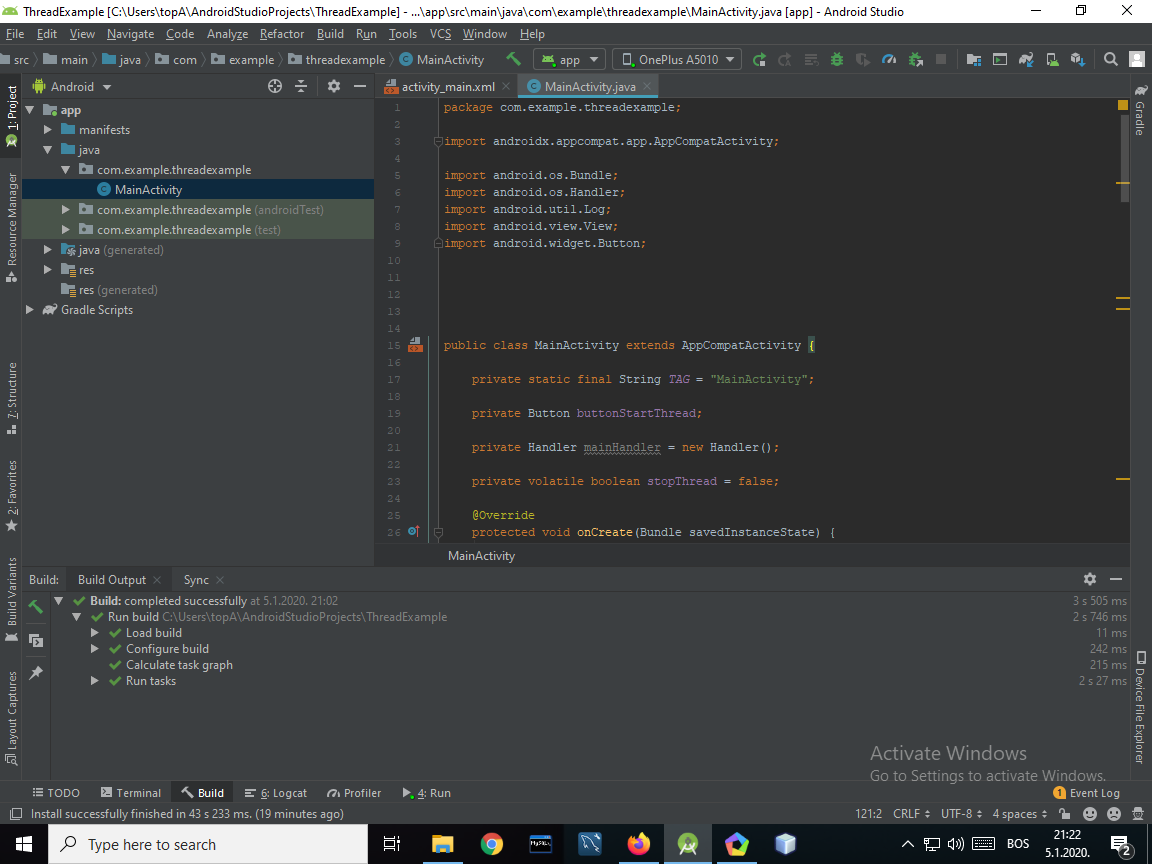 ThreadExample [C:\Users\topA\AndroidStudioProjects\ThreadExample] - ...\app\src\main\java\com\example\threadexample\MainActivity.java [app] - Android Studio
File Edit View Navigate Code Analyze Refactor Build Run Tools VCS Window Help
src main java com example threadexample MainActivity app OnePlus A5010
1: Project
Resource Manager
7: Structure
2: Favorites
Build Variants
Layout Captures
Android
app
manifests
java
com.example.threadexample
MainActivity
com.example.threadexample (androidTest)
com.example.threadexample (test)
java (generated)
res
res (generated)
Gradle Scripts
activity_main.xml MainActivity.java
1 package com.example.threadexample;
2
3 import androidx.appcompat.app.AppCompatActivity;
4
5 import android.os.Bundle;
6 import android.os.Handler;
7 import android.util.Log;
8 import android.view.View;
9 import android.widget.Button;
10
11
12
13
14
15 public class MainActivity extends AppCompatActivity {
16
17 private static final String TAG = "MainActivity";
18
19 private Button buttonStartThread;
20
21 private Handler mainHandler = new Handler();
22
23 private volatile boolean stopThread = false;
24
25 @Override
26 protected void onCreate(Bundle savedInstanceState) {
MainActivity
Gradle
Device File Explorer
Build: Build Output Sync
Build: completed successfully at 5.1.2020. 21:02 3 s 505 ms
Run build C:\Users\topA\AndroidStudioProjects\ThreadExample 2 s 746 ms
Load build 11 ms
Configure build 242 ms
Calculate task graph 215 ms
Run tasks 2 s 27 ms
Activate Windows
Go to Settings to activate Windows.
TODO Terminal Build 6: Logcat Profiler 4: Run 1 Event Log
Install successfully finished in 43 s 233 ms. (19 minutes ago) 121:2 CRLF UTF-8 4 spaces
Type here to search
MySQL
BOS
21:22
5.1.2020.
2